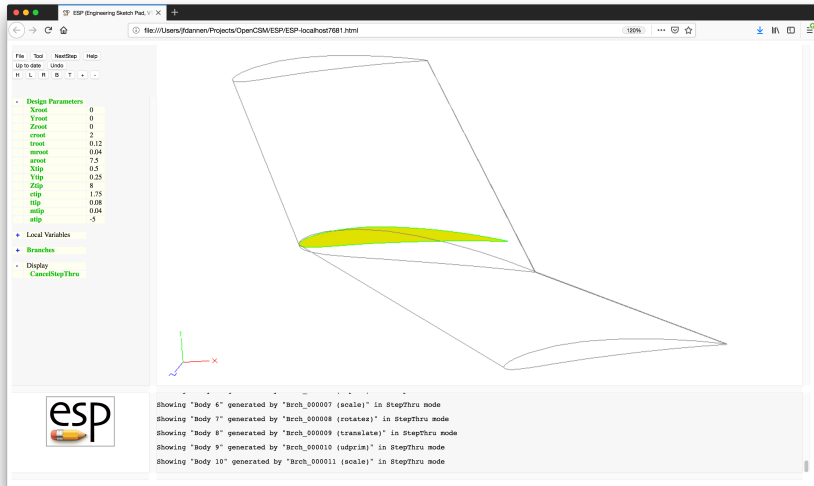 ESP (Engineering Sketch Pad, V
file:///Users/jfdannen/Projects/OpenCSM/ESP/ESP-localhost7681.html
120%
File Tool NextStep Help
Up to date Undo
H L R B T + -
- Design Parameters
Xroot 0
Yroot 0
Zroot 0
croot 2
troot 0.12
mroot 0.04
aroot 7.5
Xtip 0.5
Ytip 0.25
Ztip 8
ctip 1.75
ttip 0.08
mtip 0.04
atip -5
+ Local Variables
+ Branches
- Display
CancelStepThru
X
esp
Showing "Body 6" generated by "Brch_000007 (scale)" in StepThru mode
Showing "Body 7" generated by "Brch_000008 (rotatez)" in StepThru mode
Showing "Body 8" generated by "Brch_000009 (translate)" in StepThru mode
Showing "Body 9" generated by "Brch_000010 (udprim)" in StepThru mode
Showing "Body 10" generated by "Brch_000011 (scale)" in StepThru mode